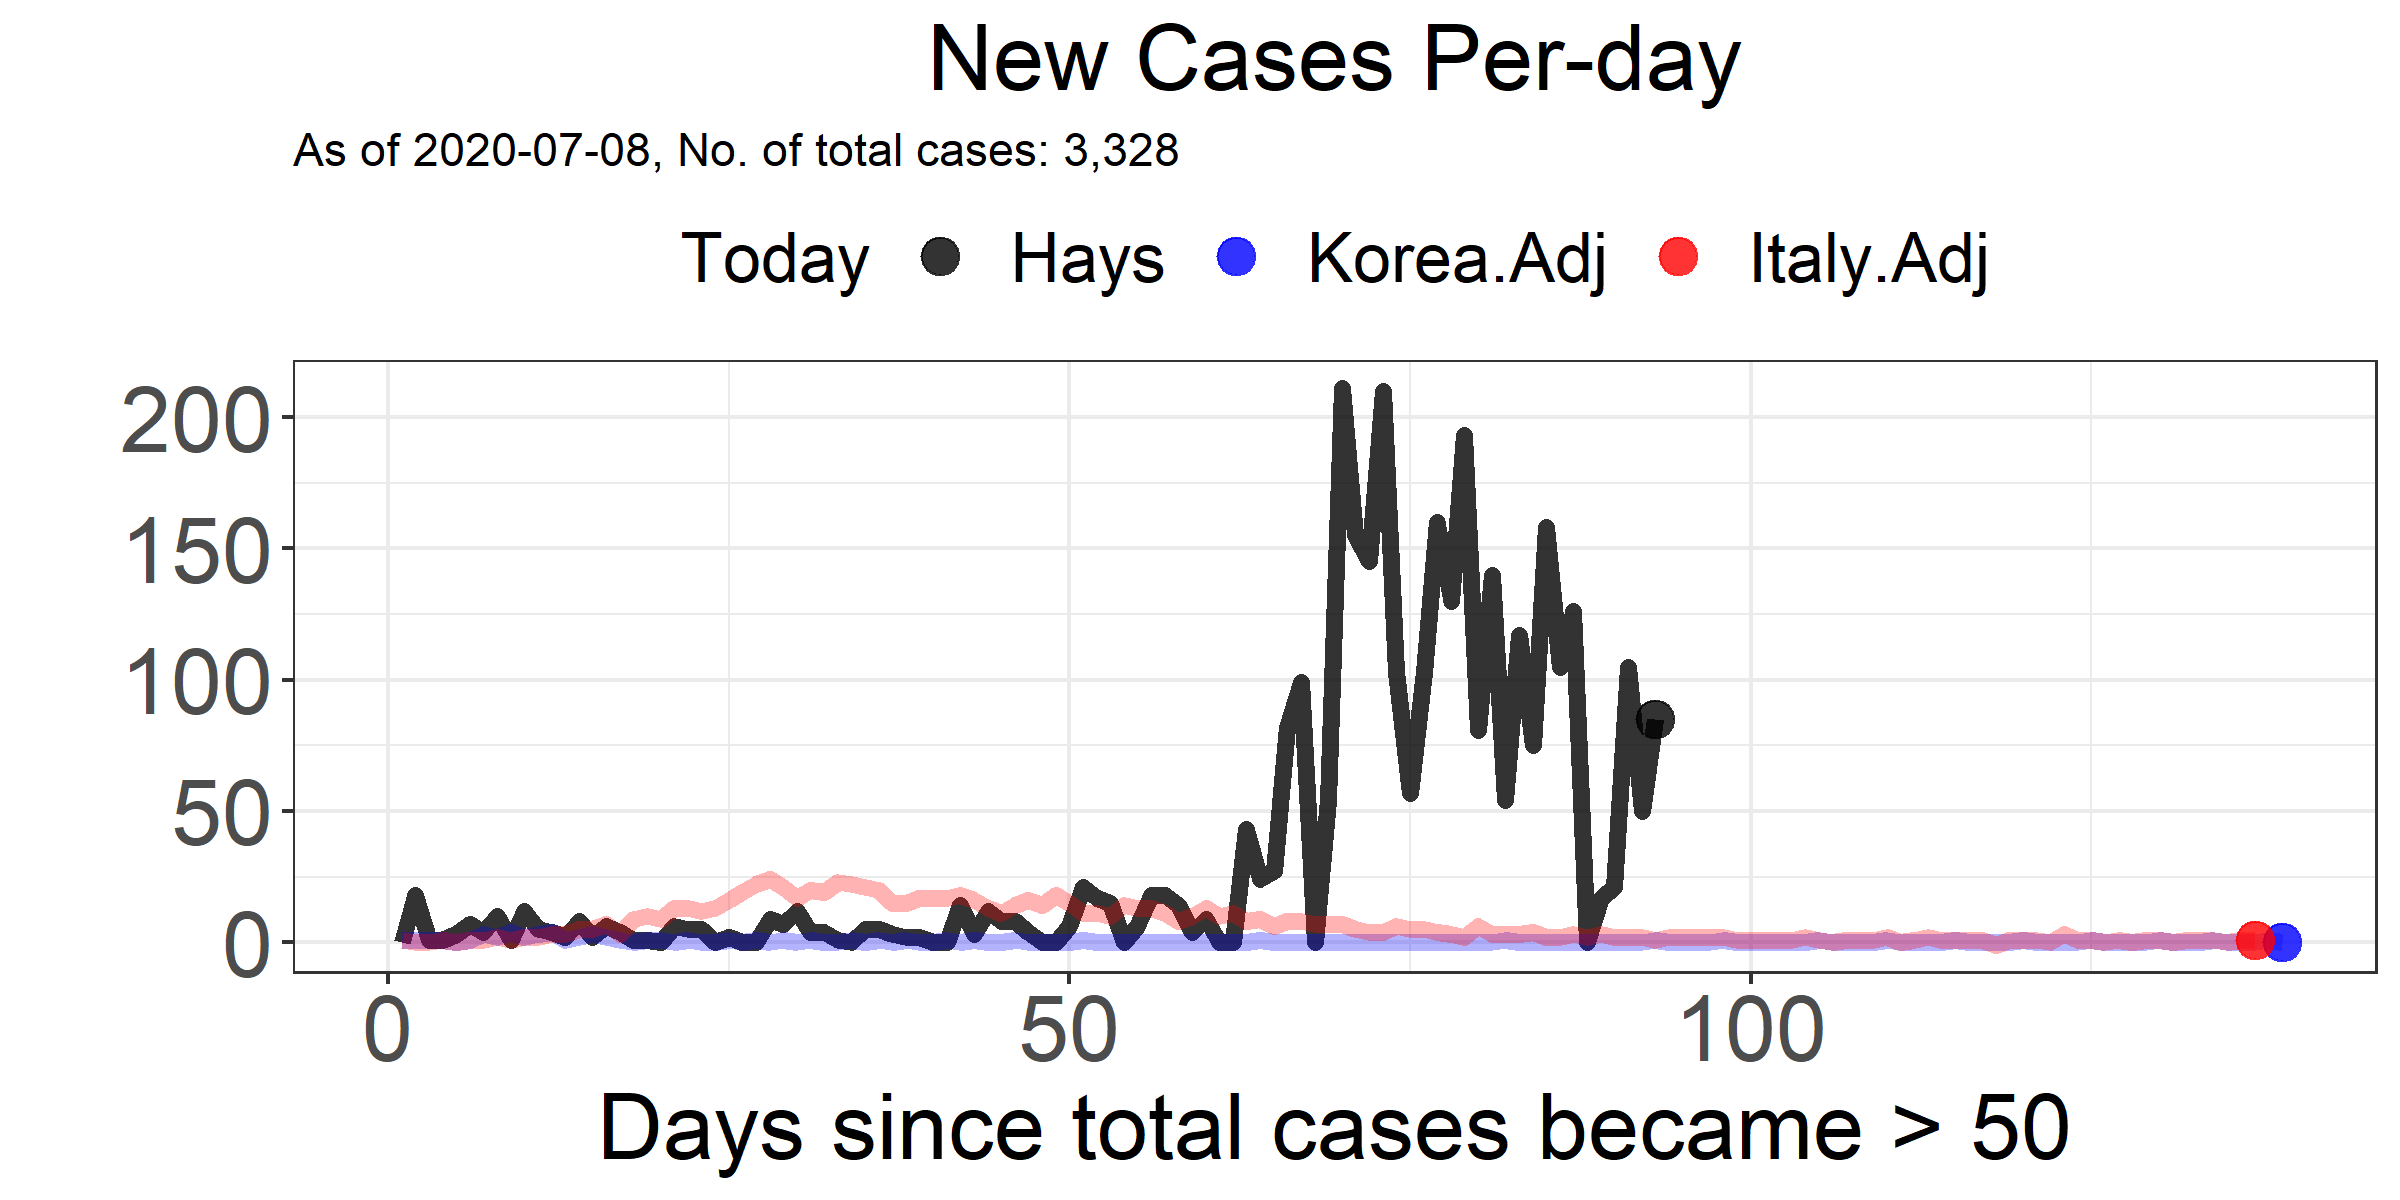 New Cases Per-day
As of 2020-07-08, No. of total cases: 3,328
Today Hays Korea.Adj Italy.Adj
200
150
100
50
0
0 50 100
Days since total cases became > 50